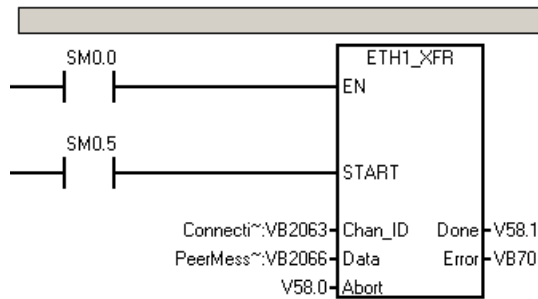 SM0.0
ETH1_XFR
EN
SM0.5
START
Connecti~:VB2063 Chan_ID Done V58.1
PeerMess~:VB2066 Data Error VB70
V58.0 Abort